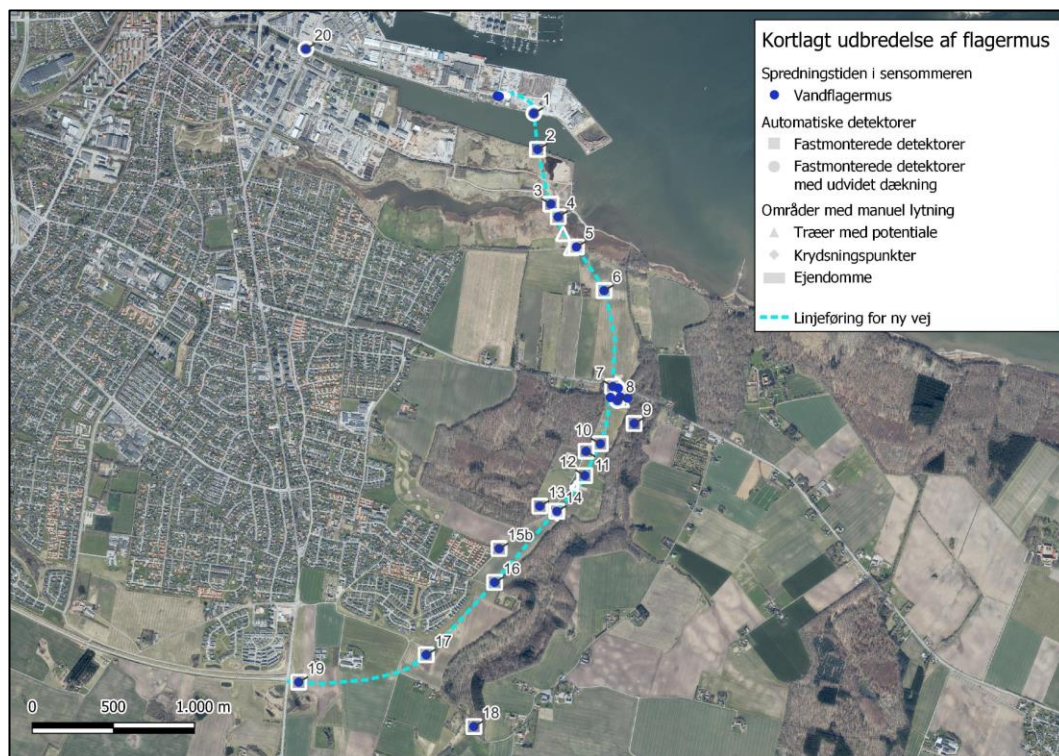 Kortlagt udbredelse af flagermus
Spredningstiden i sensommeren
Vandflagermus
Automatiske detektorer
Fastmonterede detektorer
Fastmonterede detektorer
med udvidet dækning
Områder med manuel lytning
Træer med potentiale
Krydsningspunkter
Ejendomme
Linjeføring for ny vej
20
1
2
3
4
5
6
7
8
9
10
11
12
13
14
15b
16
17
19
18
0 500 1.000 m